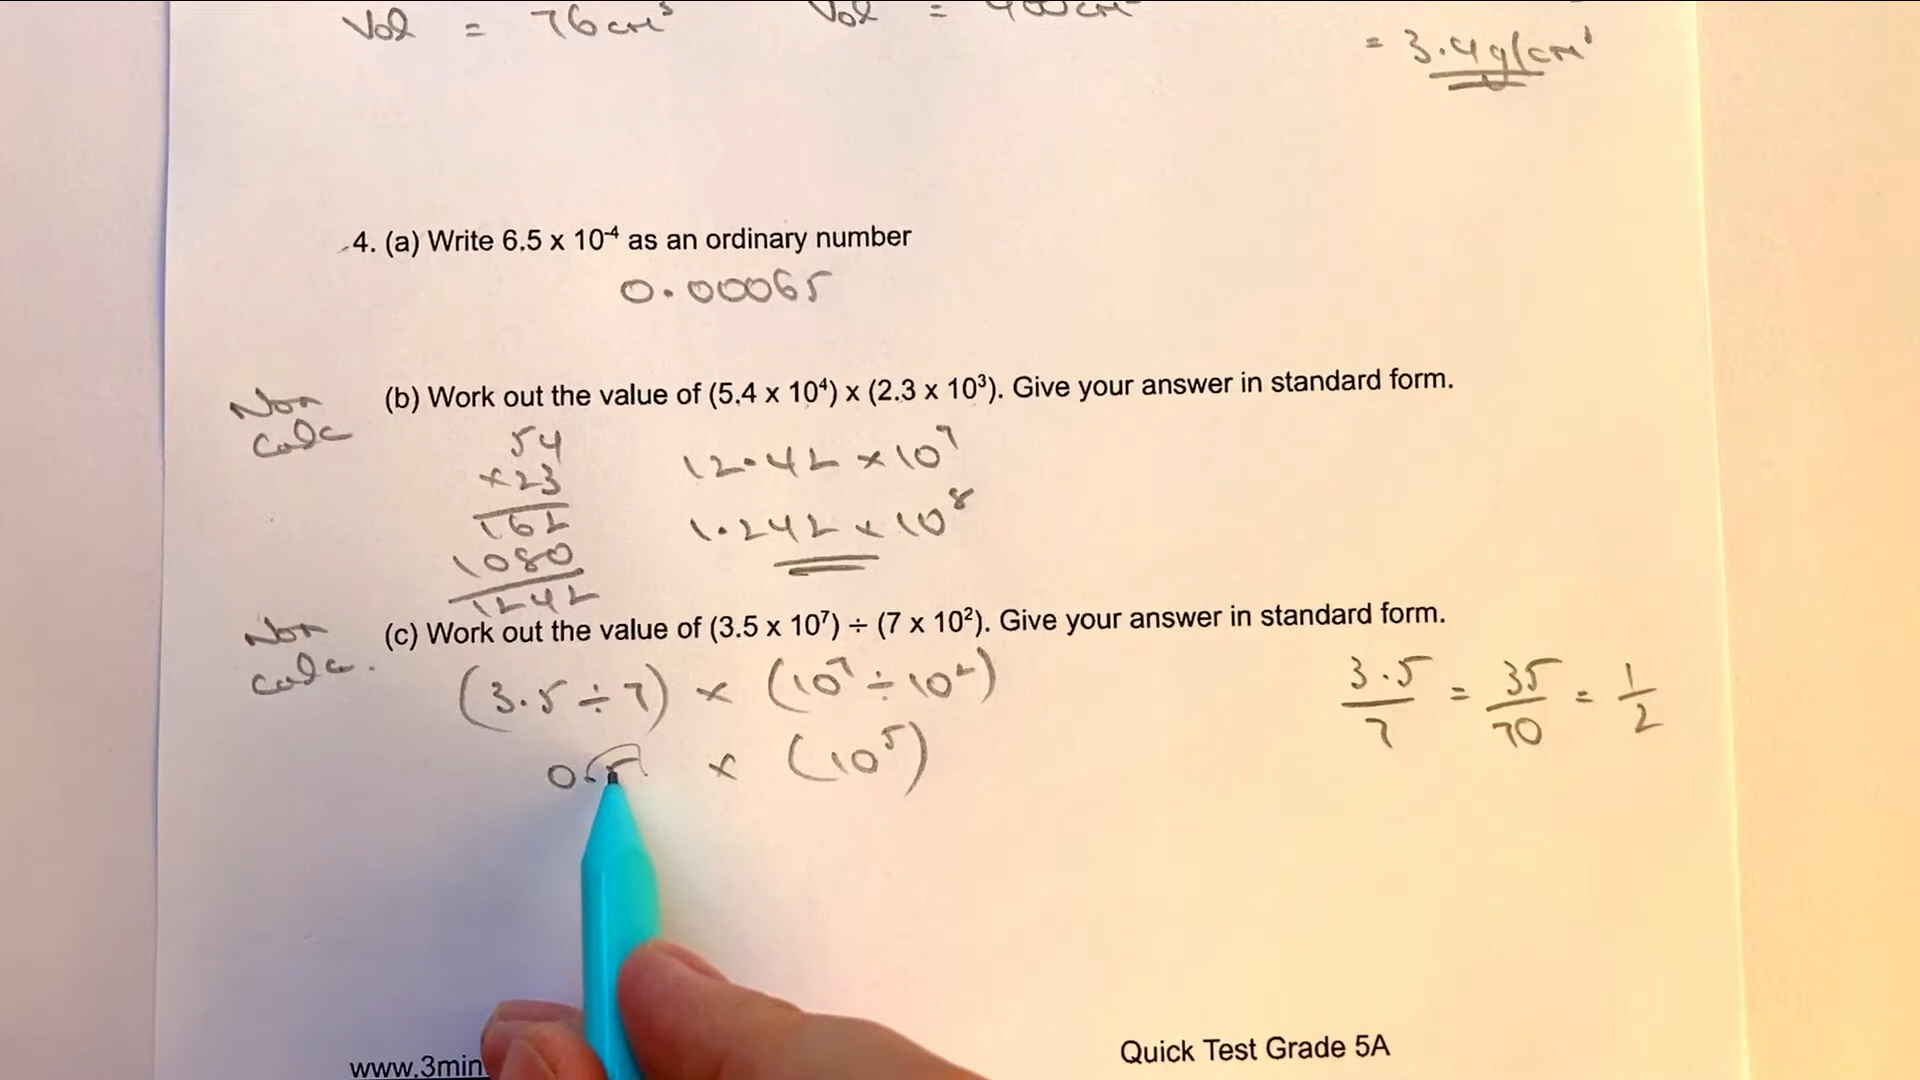 Vol = 76cm³ Vol = 400cm
= 3.4g/cm³
4. (a) Write 6.5 x 10⁻⁴ as an ordinary number
0.00065
Non
Calc
(b) Work out the value of (5.4 x 10⁴) x (2.3 x 10³). Give your answer in standard form.
54
×23
162
1080
1242
12.42 × 10⁷
1.242 × 10⁸
Non
Calc.
(c) Work out the value of (3.5 x 10⁷) ÷ (7 x 10²). Give your answer in standard form.
(3.5 ÷ 7) × (10⁷ ÷ 10²)
0.5 × (10⁵)
3.5/7 = 35/70 = 1/2
www.3min
Quick Test Grade 5A